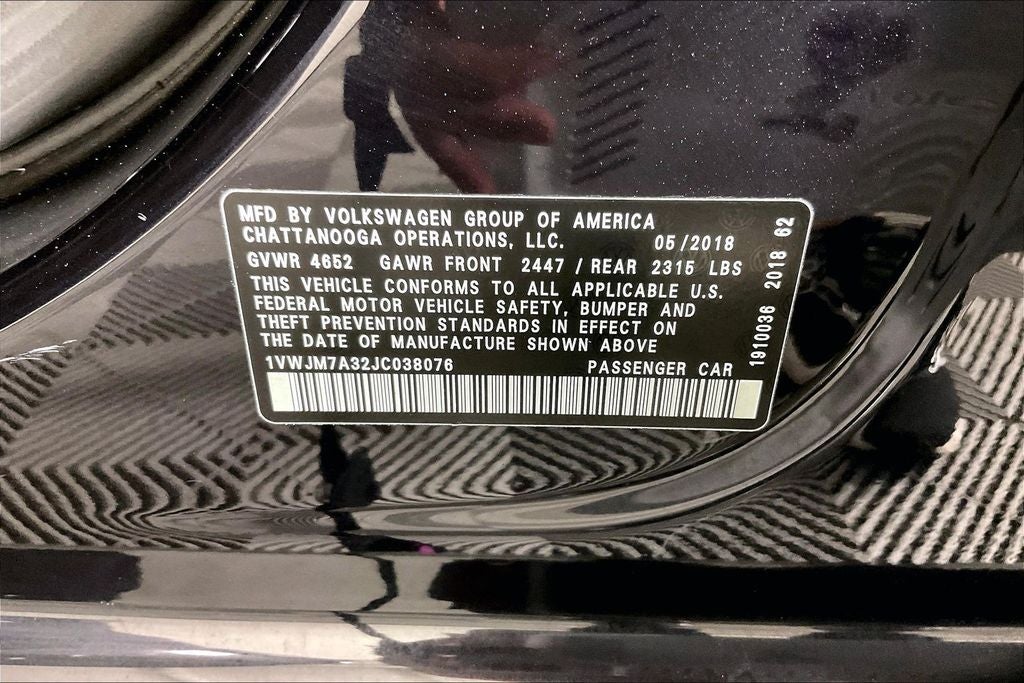 MFD BY VOLKSWAGEN GROUP OF AMERICA
CHATTANOOGA OPERATIONS, LLC. 05/2018
GVWR 4652 GAWR FRONT 2447 / REAR 2315 LBS
THIS VEHICLE CONFORMS TO ALL APPLICABLE U.S.
FEDERAL MOTOR VEHICLE SAFETY, BUMPER AND
THEFT PREVENTION STANDARDS IN EFFECT ON
THE DATE OF MANUFACTURE SHOWN ABOVE
1VWJM7A32JC038076 PASSENGER CAR
1910036 2018 62